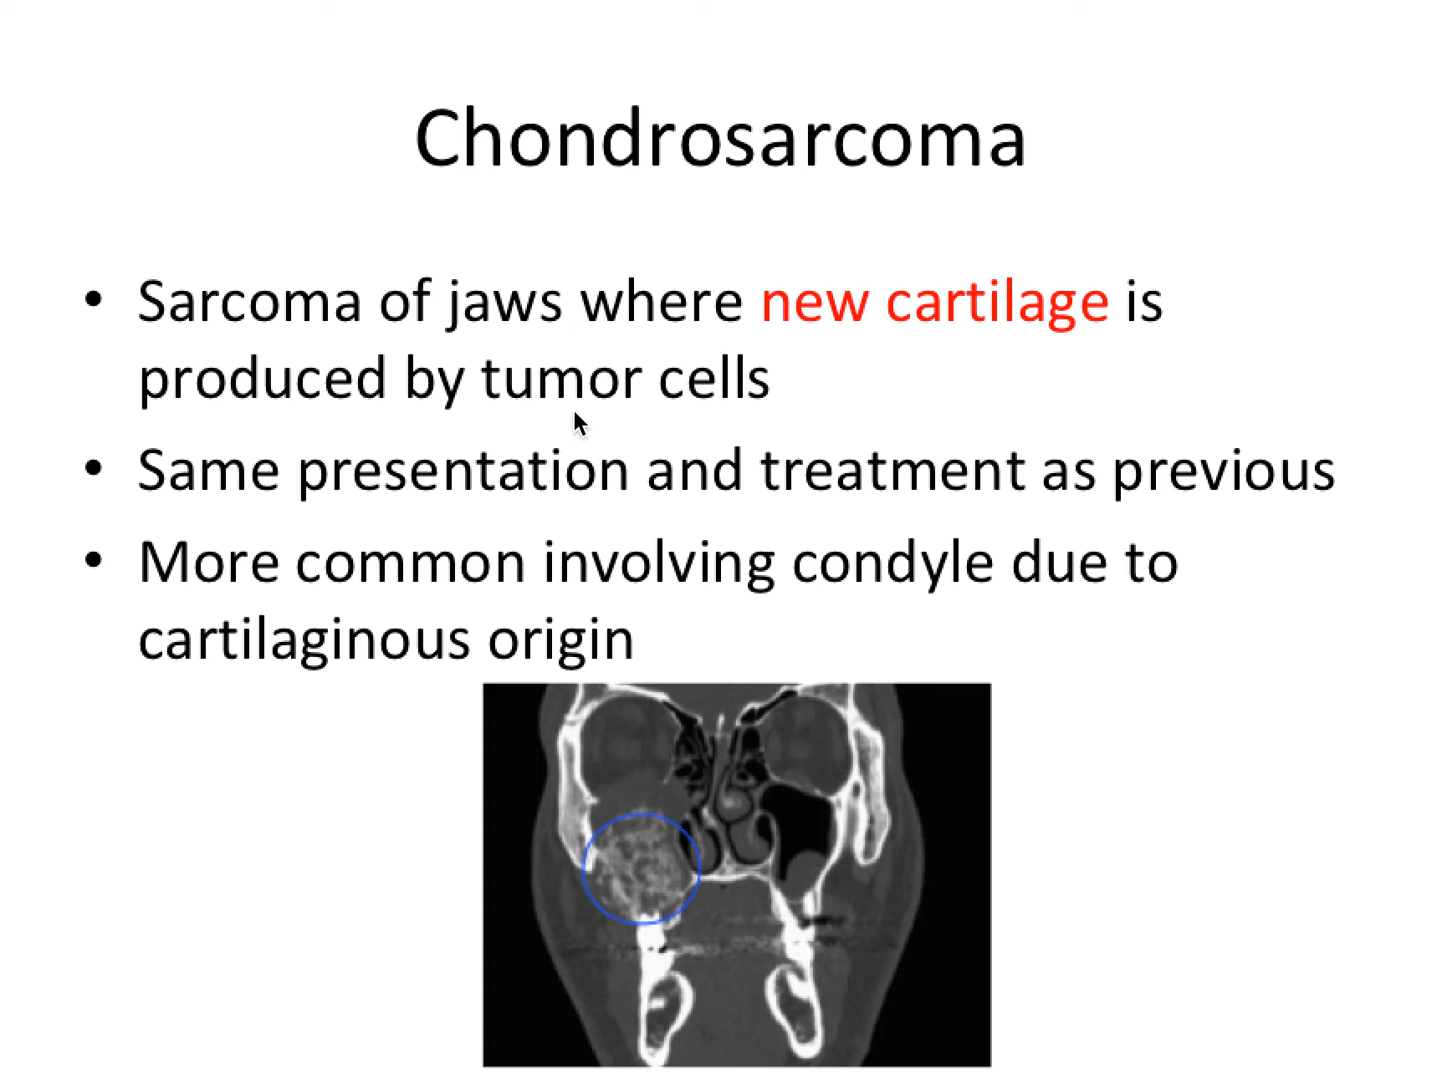 Chondrosarcoma
• Sarcoma of jaws where new cartilage is
produced by tumor cells
• Same presentation and treatment as previous
• More common involving condyle due to
cartilaginous origin